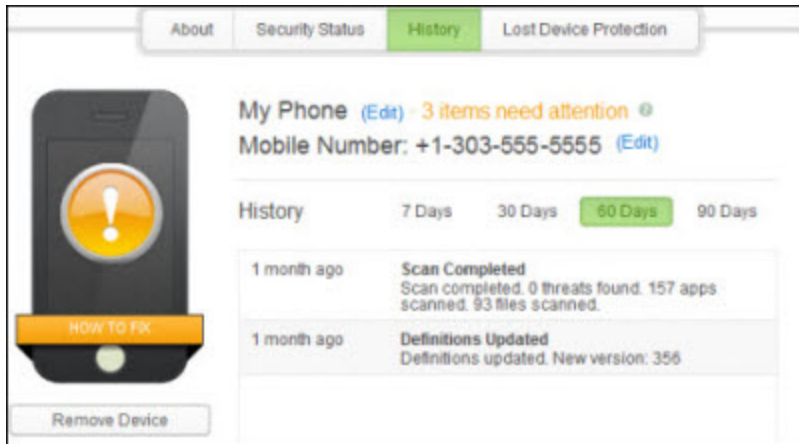 About Security Status History Lost Device Protection
My Phone (Edit) - 3 items need attention ?
Mobile Number: +1-303-555-5555 (Edit)
History 7 Days 30 Days 60 Days 90 Days
1 month ago Scan Completed
Scan completed. 0 threats found. 157 apps
scanned. 93 files scanned.
HOW TO FIX
1 month ago Definitions Updated
Definitions updated. New version: 356
Remove Device